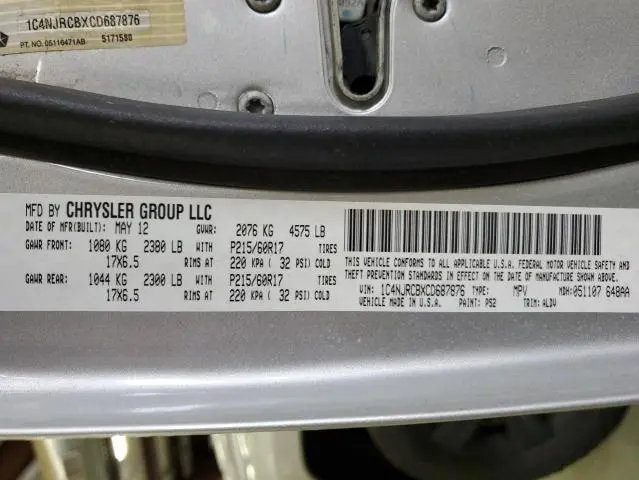 1C4NJRCBXCD687876
PT. NO. 05116471AB 5171580
MFD BY CHRYSLER GROUP LLC
DATE OF MFR(BUILT): MAY 12 GVWR: 2076 KG 4575 LB
GAWR FRONT: 1080 KG 2380 LB WITH P215/60R17 TIRES
17X6.5 RIMS AT 220 KPA ( 32 PSI) COLD
GAWR REAR: 1044 KG 2300 LB WITH P215/60R17 TIRES
17X6.5 RIMS AT 220 KPA ( 32 PSI) COLD
THIS VEHICLE CONFORMS TO ALL APPLICABLE U.S.A. FEDERAL MOTOR VEHICLE SAFETY AND
THEFT PREVENTION STANDARDS IN EFFECT ON THE DATE OF MANUFACTURE SHOWN ABOVE.
VIN: 1C4NJRCBXCD687876 TYPE: MPV MDH: 051107 648AA
VEHICLE MADE IN U.S.A. PAINT: PS2 TRIM: ALDV